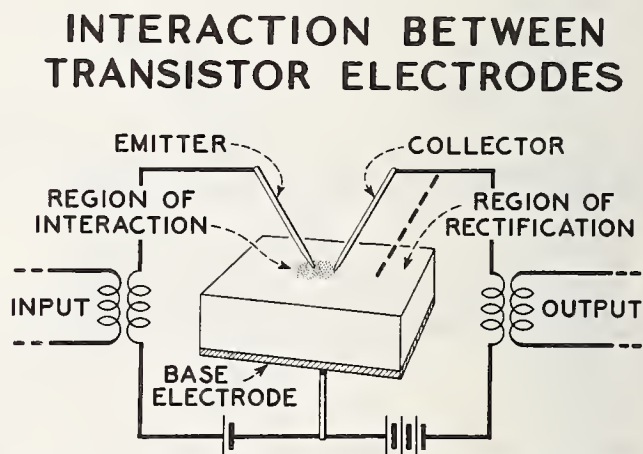 INTERACTION BETWEEN
TRANSISTOR ELECTRODES
EMITTER
COLLECTOR
REGION OF
INTERACTION
REGION OF
RECTIFICATION
INPUT
OUTPUT
BASE
ELECTRODE